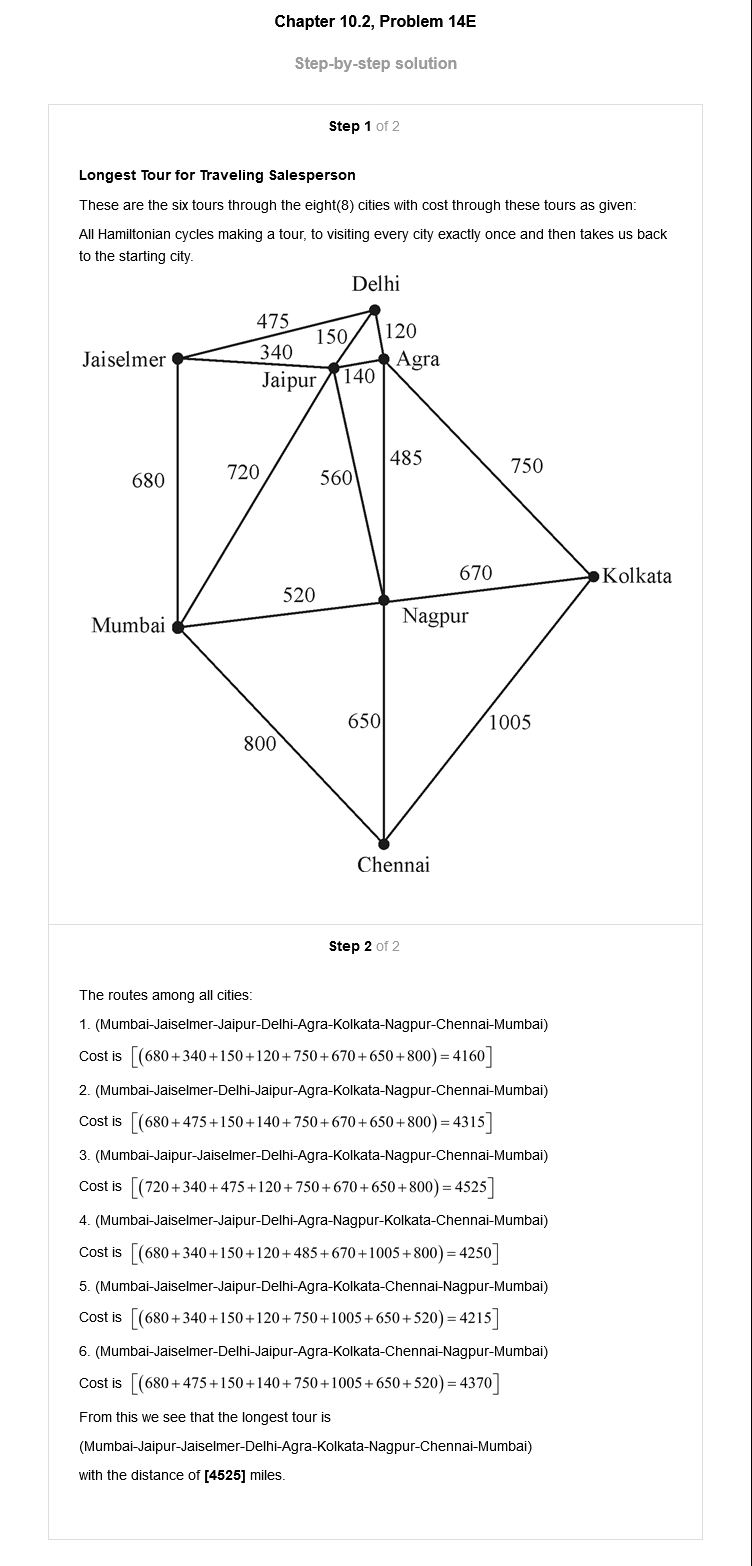 Chapter 10.2, Problem 14E
Step-by-step solution
Step 1 of 2
Longest Tour for Traveling Salesperson
These are the six tours through the eight(8) cities with cost through these tours as given:
All Hamiltonian cycles making a tour, to visiting every city exactly once and then takes us back
to the starting city.
Delhi
475
150
120
Jaiselmer
340
Agra
Jaipur
140
485
680
720
560
750
670
Kolkata
520
Mumbai
Nagpur
650
1005
800
Chennai
Step 2 of 2
The routes among all cities:
1. (Mumbai-Jaiselmer-Jaipur-Delhi-Agra-Kolkata-Nagpur-Chennai-Mumbai)
Cost is [(680+340+150+120+750+670+650+800)=4160]
2. (Mumbai-Jaiselmer-Delhi-Jaipur-Agra-Kolkata-Nagpur-Chennai-Mumbai)
Cost is [(680+475+150+140+750+670+650+800)=4315]
3. (Mumbai-Jaipur-Jaiselmer-Delhi-Agra-Kolkata-Nagpur-Chennai-Mumbai)
Cost is [(720+340+475+120+750+670+650+800)=4525]
4. (Mumbai-Jaiselmer-Jaipur-Delhi-Agra-Nagpur-Kolkata-Chennai-Mumbai)
Cost is [(680+340+150+120+485+670+1005+800)=4250]
5. (Mumbai-Jaiselmer-Jaipur-Delhi-Agra-Kolkata-Chennai-Nagpur-Mumbai)
Cost is [(680+340+150+120+750+1005+650+520)=4215]
6. (Mumbai-Jaiselmer-Delhi-Jaipur-Agra-Kolkata-Chennai-Nagpur-Mumbai)
Cost is [(680+475+150+140+750+1005+650+520)=4370]
From this we see that the longest tour is
(Mumbai-Jaipur-Jaiselmer-Delhi-Agra-Kolkata-Nagpur-Chennai-Mumbai)
with the distance of [4525] miles.